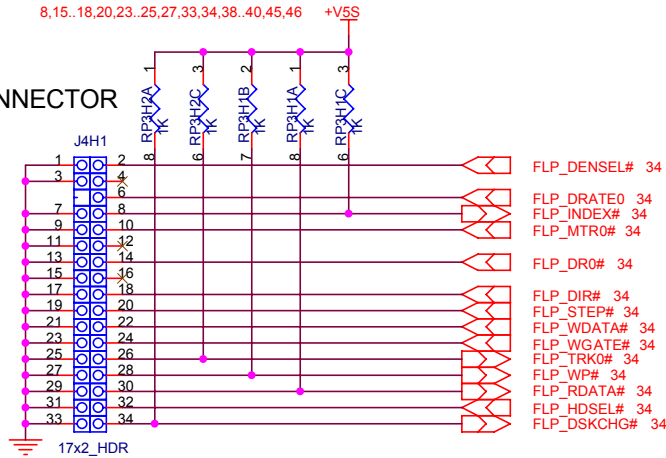 8,15..18,20,23..25,27,33,34,38..40,45,46 +V5S
NNECTOR
1 3 2 1 3
RP3H2A 1K RP3H2C 1K RP3H1B 1K RP3H1A 1K RP3H1C 1K
8 6 7 8 6
J4H1
1 2 FLP_DENSEL# 34
3 4
6 FLP_DRATE0 34
7 8 FLP_INDEX# 34
9 10 FLP_MTR0# 34
11 12
13 14 FLP_DR0# 34
15 16
17 18 FLP_DIR# 34
19 20 FLP_STEP# 34
21 22 FLP_WDATA# 34
23 24 FLP_WGATE# 34
25 26 FLP_TRK0# 34
27 28 FLP_WP# 34
29 30 FLP_RDATA# 34
31 32 FLP_HDSEL# 34
33 34 FLP_DSKCHG# 34
17x2_HDR